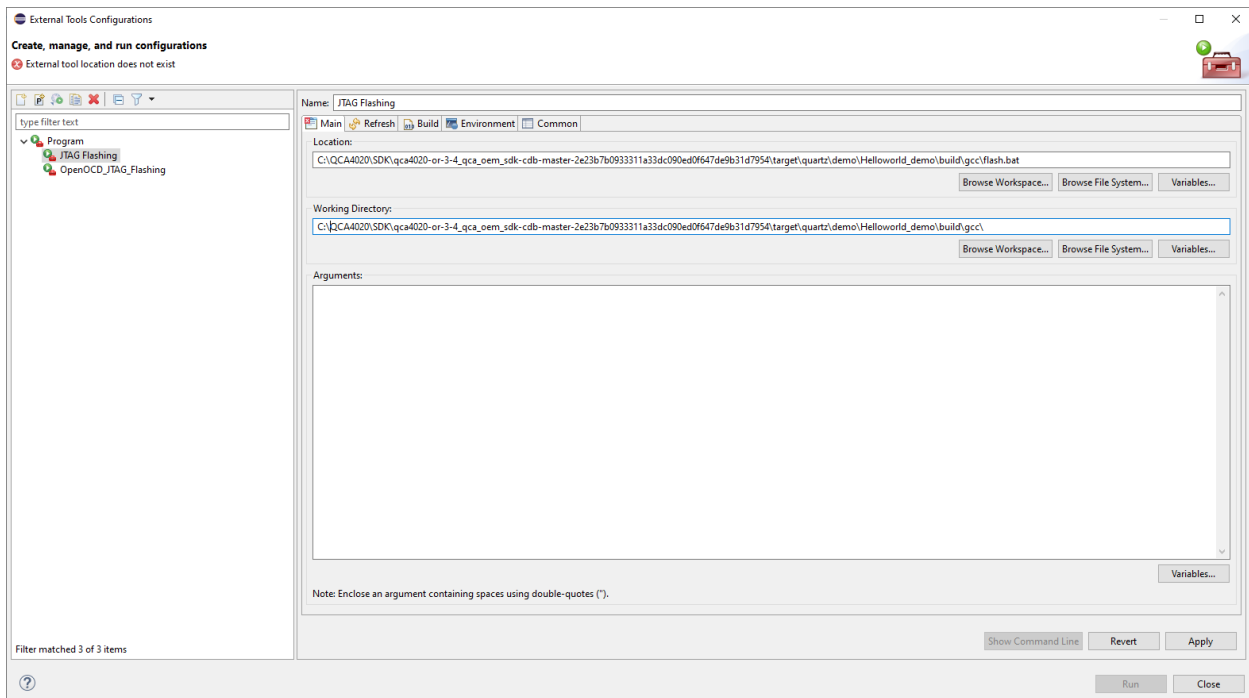 External Tools Configurations
Create, manage, and run configurations
External tool location does not exist
type filter text
Program
JTAG Flashing
OpenOCD_JTAG_Flashing
Filter matched 3 of 3 items
Name: JTAG Flashing
Main Refresh Build Environment Common
Location:
C:\QCA4020\SDK\qca4020-or-3-4_qca_oem_sdk-cdb-master-2e23b7b0933311a33dc090ed0f647de9b31d7954\target\quartz\demo\Helloworld_demo\build\gcc\flash.bat
Browse Workspace... Browse File System... Variables...
Working Directory:
C:\QCA4020\SDK\qca4020-or-3-4_qca_oem_sdk-cdb-master-2e23b7b0933311a33dc090ed0f647de9b31d7954\target\quartz\demo\Helloworld_demo\build\gcc\
Browse Workspace... Browse File System... Variables...
Arguments:
Variables...
Note: Enclose an argument containing spaces using double-quotes (").
Show Command Line Revert Apply
Run Close